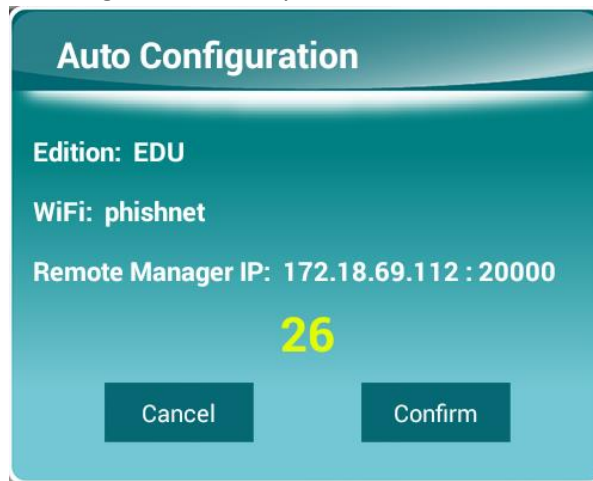 Auto Configuration
Edition: EDU
WiFi: phishnet
Remote Manager IP: 172.18.69.112 : 20000
26
Cancel Confirm